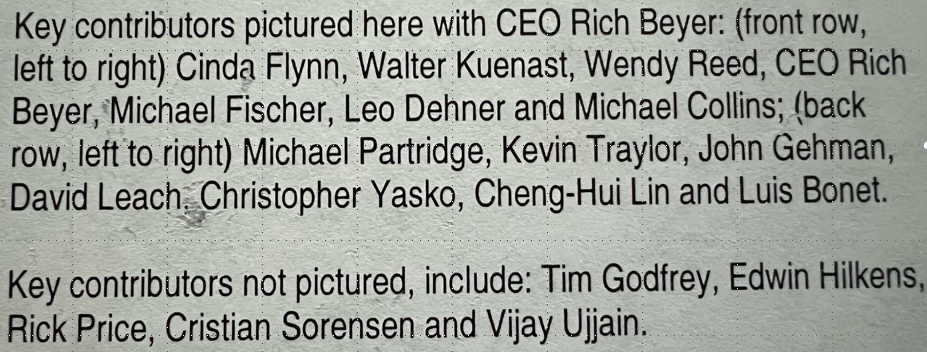 Key contributors pictured here with CEO Rich Beyer: (front row,
left to right) Cinda Flynn, Walter Kuenast, Wendy Reed, CEO Rich
Beyer, Michael Fischer, Leo Dehner and Michael Collins; (back
row, left to right) Michael Partridge, Kevin Traylor, John Gehman,
David Leach, Christopher Yasko, Cheng-Hui Lin and Luis Bonet.
Key contributors not pictured, include: Tim Godfrey, Edwin Hilkens,
Rick Price, Cristian Sorensen and Vijay Ujjain.